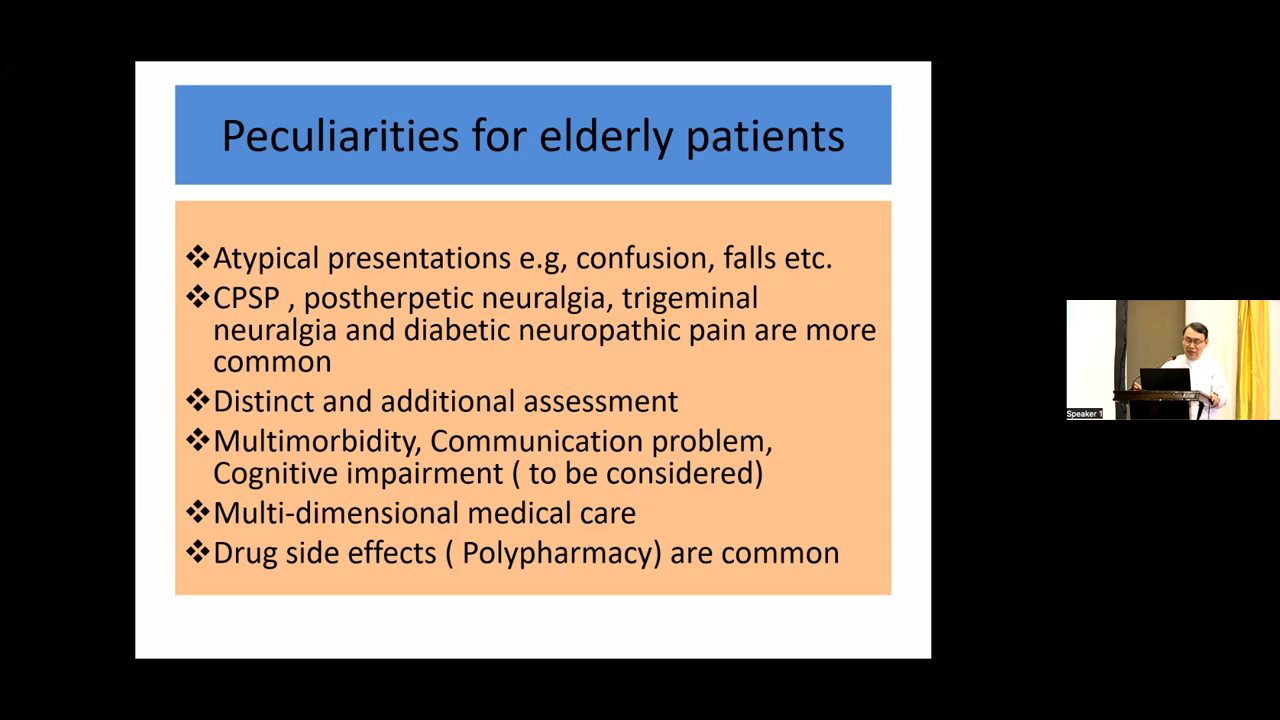 Peculiarities for elderly patients
❖Atypical presentations e.g, confusion, falls etc.
❖CPSP , postherpetic neuralgia, trigeminal
neuralgia and diabetic neuropathic pain are more
common
❖Distinct and additional assessment
❖Multimorbidity, Communication problem,
Cognitive impairment ( to be considered)
❖Multi-dimensional medical care
❖Drug side effects ( Polypharmacy) are common
Speaker 1